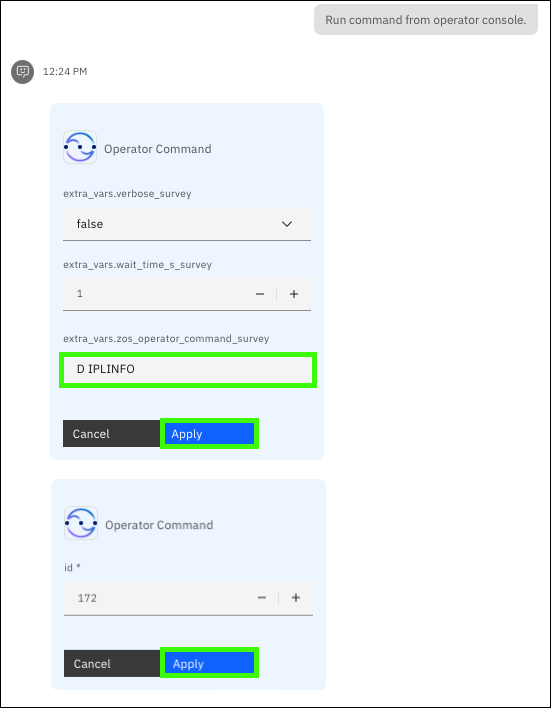 Run command from operator console.
12:24 PM
Operator Command
extra_vars.verbose_survey
false
extra_vars.wait_time_s_survey
1
extra_vars.zos_operator_command_survey
D IPLINFO
Cancel Apply
Operator Command
id *
172
Cancel Apply